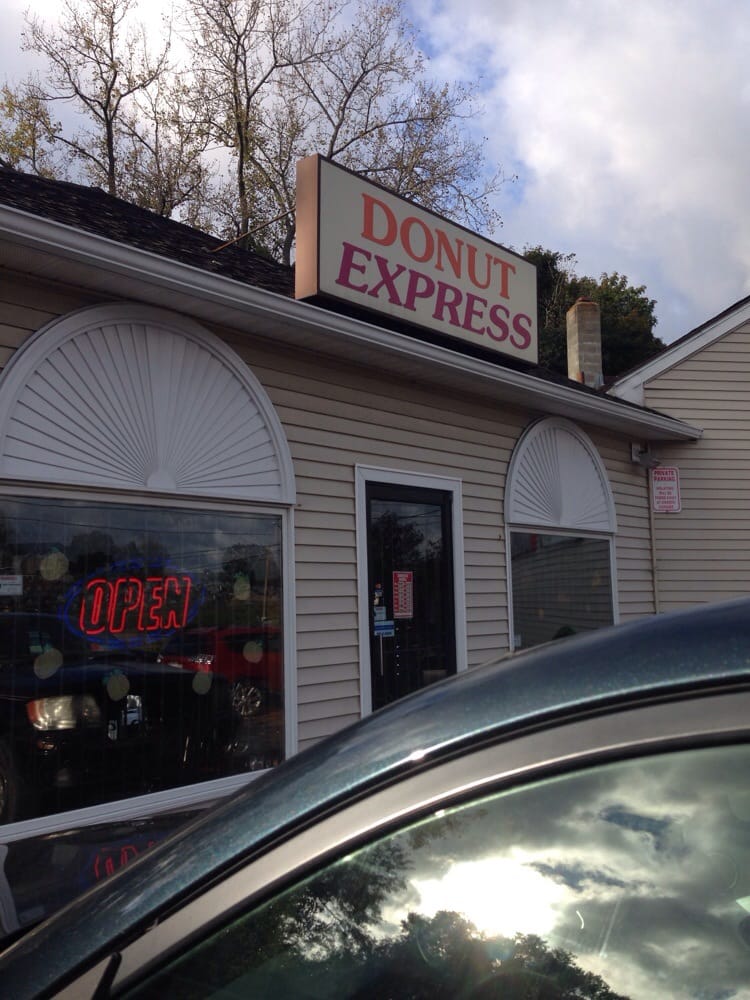 DONUT
EXPRESS
OPEN
PRIVATE
PARKING